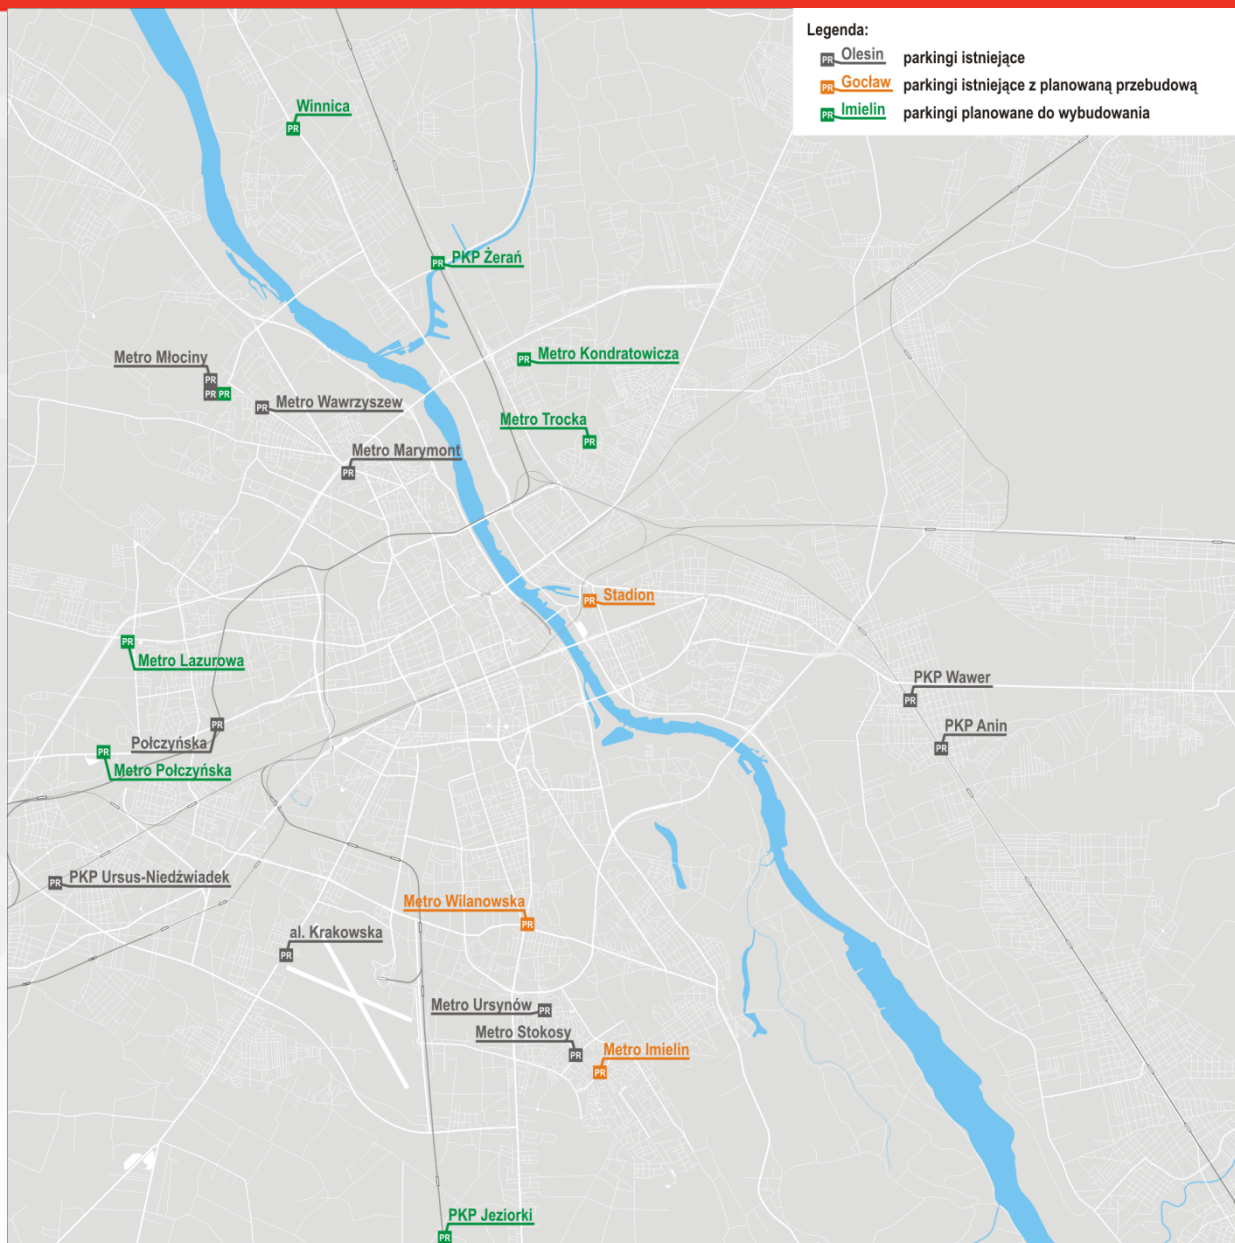 Legenda:
PR Olesin parkingi istniejące
PR Gocław parkingi istniejące z planowaną przebudową
PR Imielin parkingi planowane do wybudowania
Winnica
PR
PKP Żerań
PR
Metro Młociny
PR
PR PR
Metro Kondratowicza
PR
Metro Wawrzyszew
PR
Metro Trocka
PR
Metro Marymont
PR
Stadion
PR
PR
Metro Lazurowa
PKP Wawer
PR
PR
Połczyńska
PKP Anin
PR
PR
Metro Połczyńska
PKP Ursus-Niedźwiadek
PR
Metro Wilanowska
PR
al. Krakowska
PR
Metro Ursynów
PR
Metro Stokosy
PR
Metro Imielin
PR
PKP Jeziorki
PR